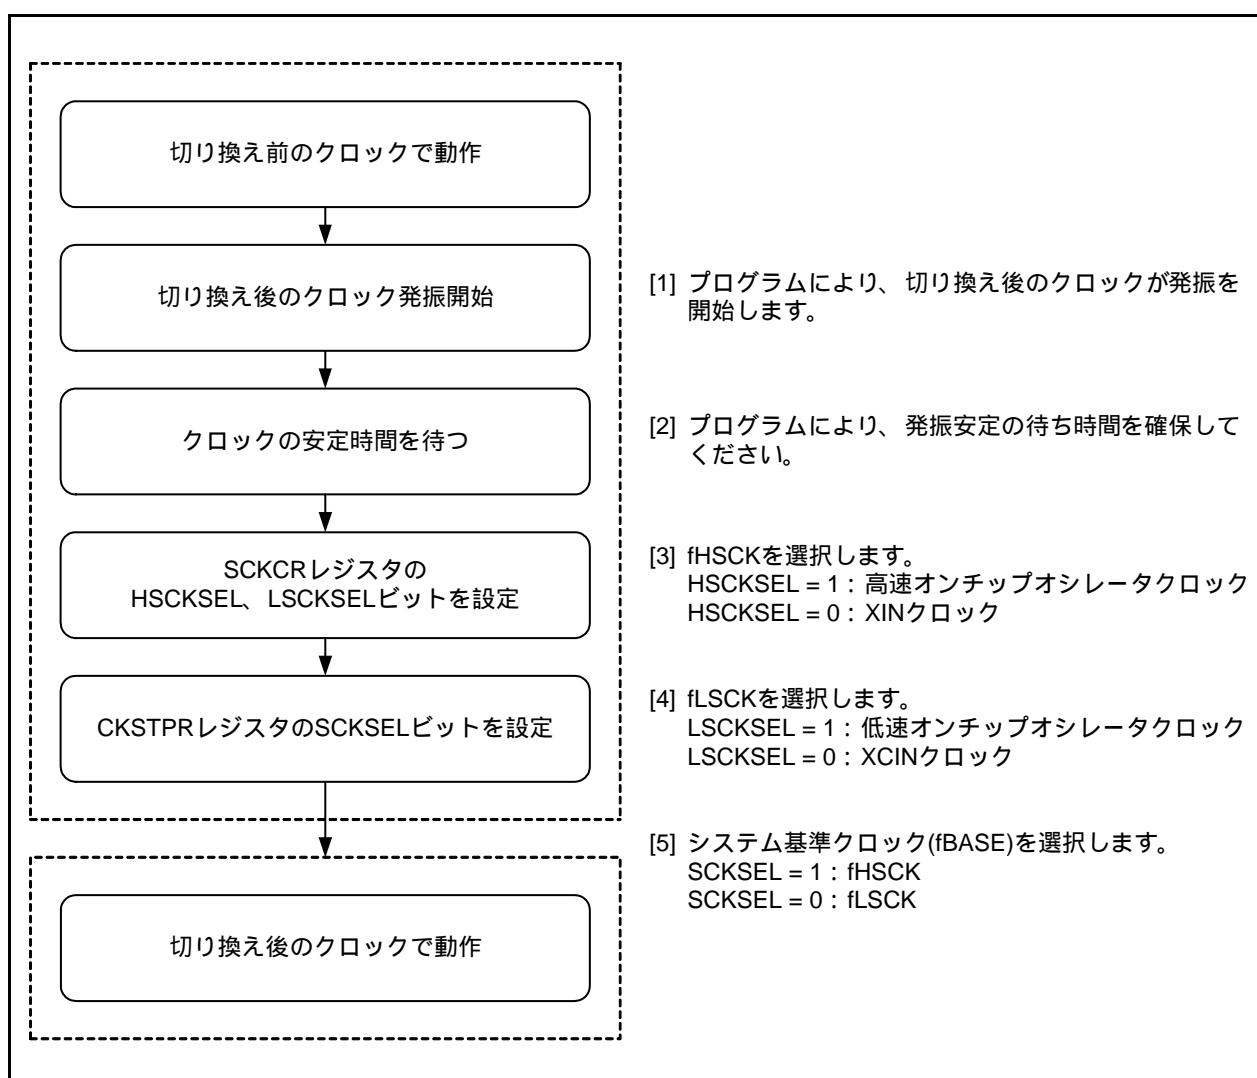 切り換え前のクロックで動作
切り換え後のクロック発振開始
クロックの安定時間を待つ
SCKCRレジスタの
HSCKSEL、LSCKSELビットを設定
CKSTPRレジスタのSCKSELビットを設定
切り換え後のクロックで動作
[1] プログラムにより、切り換え後のクロックが発振を
開始します。
[2] プログラムにより、発振安定の待ち時間を確保して
ください。
[3] fHSCKを選択します。
HSCKSEL = 1：高速オンチップオシレータクロック
HSCKSEL = 0：XINクロック
[4] fLSCKを選択します。
LSCKSEL = 1：低速オンチップオシレータクロック
LSCKSEL = 0：XCINクロック
[5] システム基準クロック(fBASE)を選択します。
SCKSEL = 1：fHSCK
SCKSEL = 0：fLSCK